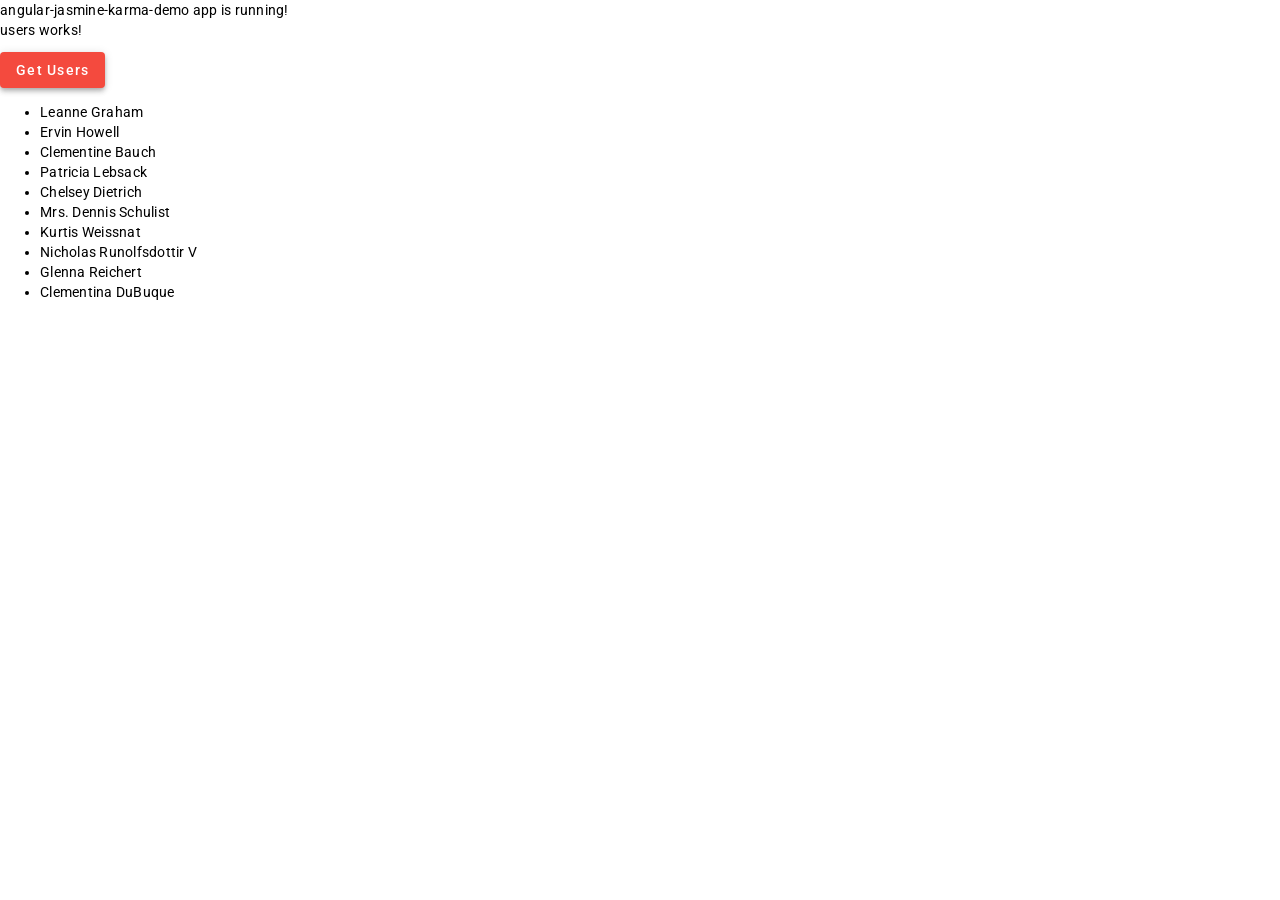 angular-jasmine-karma-demo app is running!
users works!
Get Users
Leanne Graham
Ervin Howell
Clementine Bauch
Patricia Lebsack
Chelsey Dietrich
Mrs. Dennis Schulist
Kurtis Weissnat
Nicholas Runolfsdottir V
Glenna Reichert
Clementina DuBuque